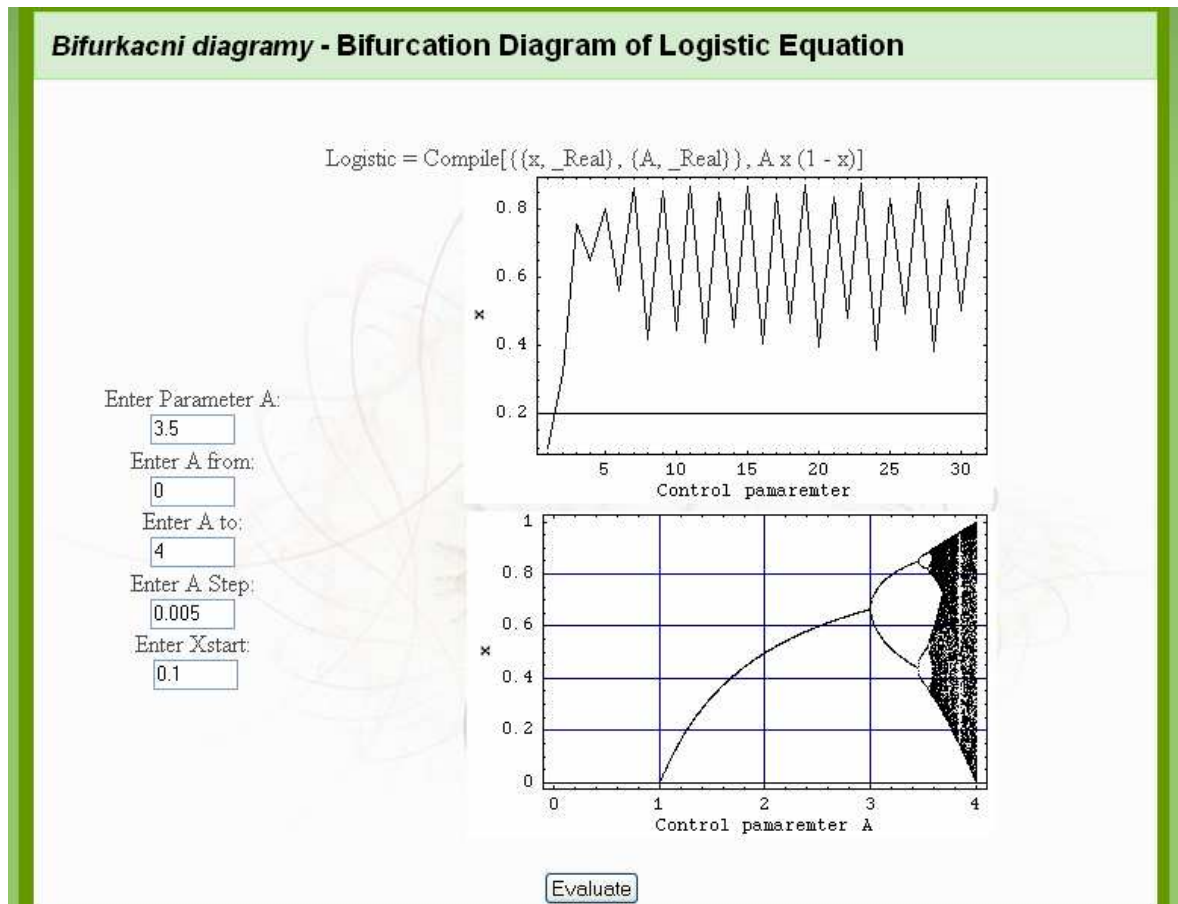 Bifurkacni diagramy - Bifurcation Diagram of Logistic Equation
Logistic = Compile[{{x, _Real}, {A, _Real}}, A x (1 - x)]
Enter Parameter A:
3.5
Enter A from:
0
Enter A to:
4
Enter A Step:
0.005
Enter Xstart:
0.1
0.8
0.6
x
0.4
0.2
5 10 15 20 25 30
Control pamaremter
1
0.8
0.6
x
0.4
0.2
0
0 1 2 3 4
Control pamaremter A
Evaluate